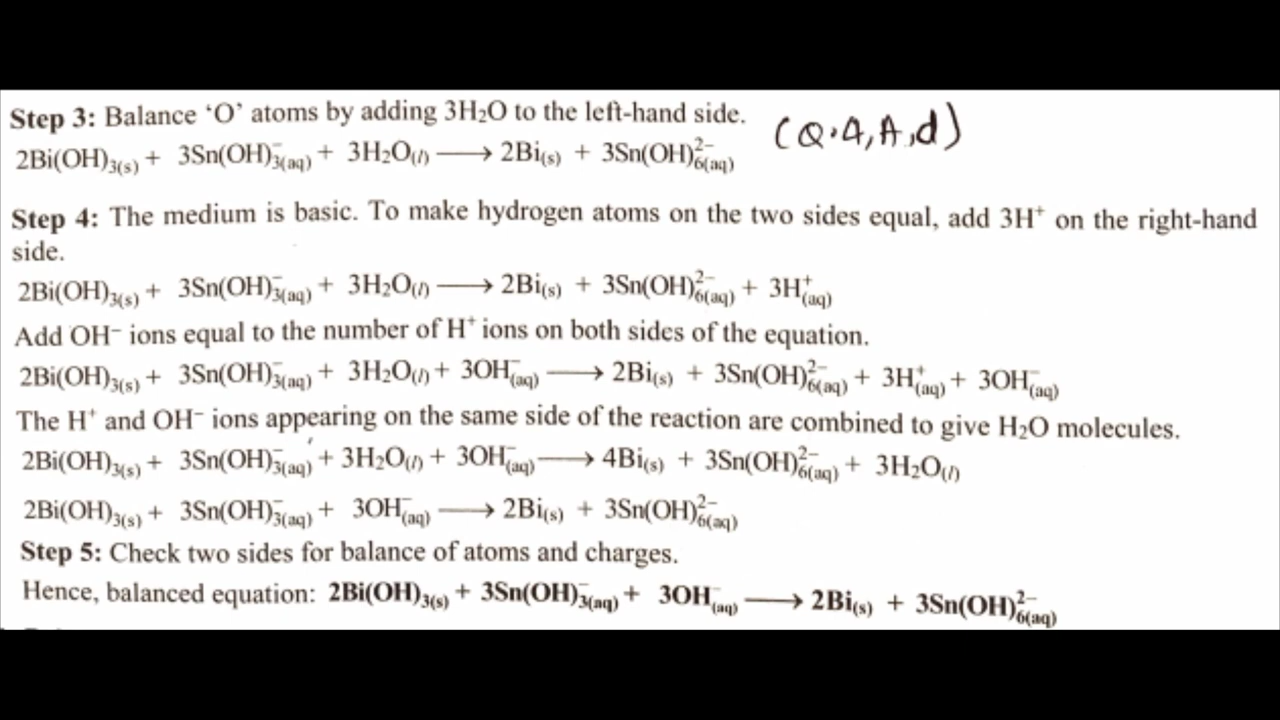 Step 3: Balance ‘O’ atoms by adding 3H₂O to the left-hand side.
(Q.4,A,d)
2Bi(OH)₃₍ₛ₎ + 3Sn(OH)⁻₃(aq) + 3H₂O(l) ⟶ 2Bi(s) + 3Sn(OH)²⁻₆(aq)
Step 4: The medium is basic. To make hydrogen atoms on the two sides equal, add 3H⁺ on the right-hand
side.
2Bi(OH)₃₍ₛ₎ + 3Sn(OH)⁻₃(aq) + 3H₂O(l) ⟶ 2Bi(s) + 3Sn(OH)²⁻₆(aq) + 3H⁺(aq)
Add OH⁻ ions equal to the number of H⁺ ions on both sides of the equation.
2Bi(OH)₃₍ₛ₎ + 3Sn(OH)⁻₃(aq) + 3H₂O(l) + 3OH⁻(aq) ⟶ 2Bi(s) + 3Sn(OH)²⁻₆(aq) + 3H⁺(aq) + 3OH⁻(aq)
The H⁺ and OH⁻ ions appearing on the same side of the reaction are combined to give H₂O molecules.
2Bi(OH)₃₍ₛ₎ + 3Sn(OH)⁻₃(aq) + 3H₂O(l) + 3OH⁻(aq) ⟶ 4Bi(s) + 3Sn(OH)²⁻₆(aq) + 3H₂O(l)
2Bi(OH)₃₍ₛ₎ + 3Sn(OH)⁻₃(aq) + 3OH⁻(aq) ⟶ 2Bi(s) + 3Sn(OH)²⁻₆(aq)
Step 5: Check two sides for balance of atoms and charges.
Hence, balanced equation: 2Bi(OH)₃₍ₛ₎ + 3Sn(OH)⁻₃(aq) + 3OH⁻(aq) ⟶ 2Bi(s) + 3Sn(OH)²⁻₆(aq)